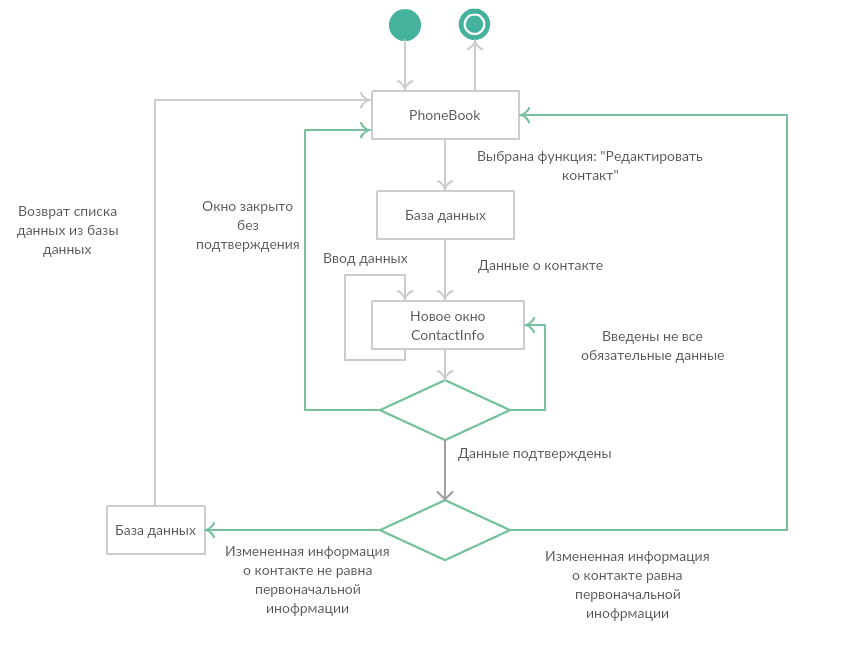 PhoneBook
Выбрана функция: "Редактировать
контакт"
Возврат списка
данных из базы
данных
Окно закрыто
без
подтверждения
База данных
Ввод данных
Данные о контакте
Новое окно
ContactInfo
Введены не все
обязательные данные
Данные подтверждены
База данных
Измененная информация
о контакте не равна
первоначальной
инофрмации
Измененная информация
о контакте равна
первоначальной
инофрмации